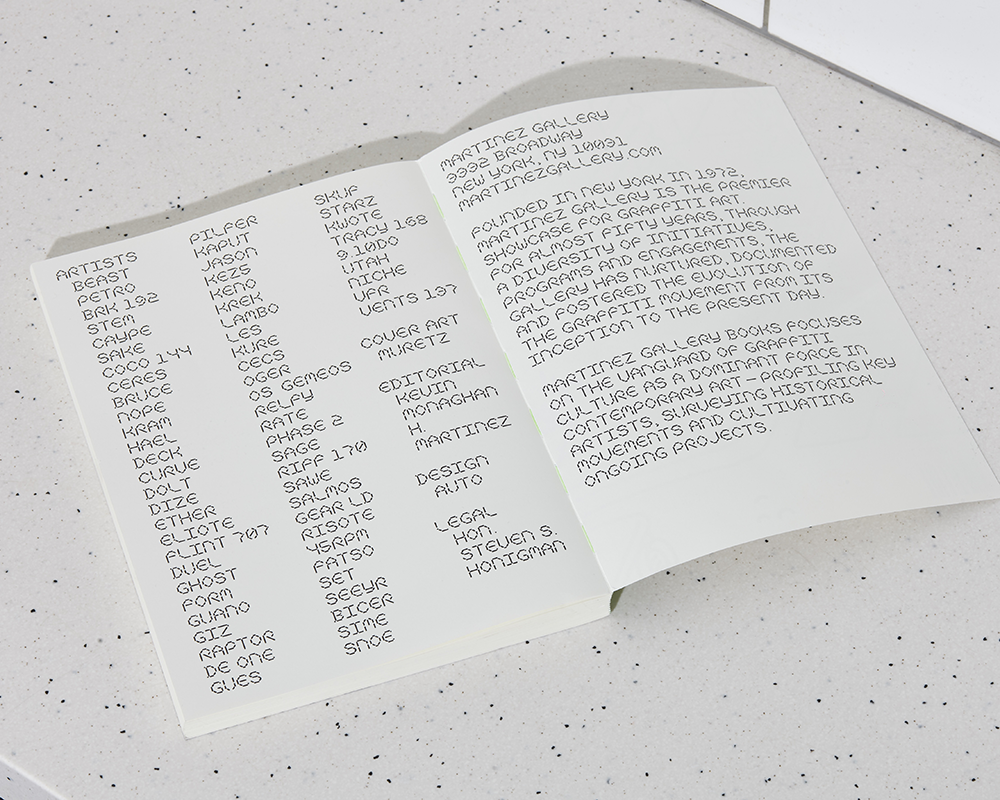 ARTISTS
BEAST
PETRO
BRK 192
STEM
CAYPE
SAKE
COCO 144
CERES
BRUCE
NOPE
KRAM
HAEL
DECK
CURVE
DOLT
DIZE
ETHER
ELIOTE
FLINT 707
DUEL
GHOST
FORM
GUANO
GIZ
RAPTOR
DE ONE
GUES
PILFER
KAPUT
JASON
KEZ5
KENO
KREK
LAMBO
LES
KURE
CECS
OGER
OS GEMEOS
RELPY
RATE
PHASE 2
SAGE
RIFF 170
SAWE
SALMOS
GEAR LD
RISOTE
45RPM
FATSO
SET
SEEYR
BICER
SIME
SNOE
SKUF
STARZ
KWOTE
TRACY 168
9.10DO
UTAH
NICHE
VFR
VENTS 137
COVER ART
MURETZ
EDITORIAL
KEVIN
MONAGHAN
H.
MARTINEZ
DESIGN
AUTO
LEGAL
HON.
STEVEN S.
HONIGMAN
MARTINEZ GALLERY
3992 BROADWAY
NEW YORK, NY 10031
MARTINEZGALLERY.COM
FOUNDED IN NEW YORK IN 1972,
MARTINEZ GALLERY IS THE PREMIER
SHOWCASE FOR GRAFFITI ART.
FOR ALMOST FIFTY YEARS, THROUGH
A DIVERSITY OF INITIATIVES,
PROGRAMS AND ENGAGEMENTS, THE
GALLERY HAS NURTURED, DOCUMENTED
AND FOSTERED THE EVOLUTION OF
THE GRAFFITI MOVEMENT FROM ITS
INCEPTION TO THE PRESENT DAY.
MARTINEZ GALLERY BOOKS FOCUSES
ON THE VANGUARD OF GRAFFITI
CULTURE AS A DOMINANT FORCE IN
CONTEMPORARY ART — PROFILING KEY
ARTISTS, SURVEYING HISTORICAL
MOVEMENTS AND CULTIVATING
ONGOING PROJECTS.